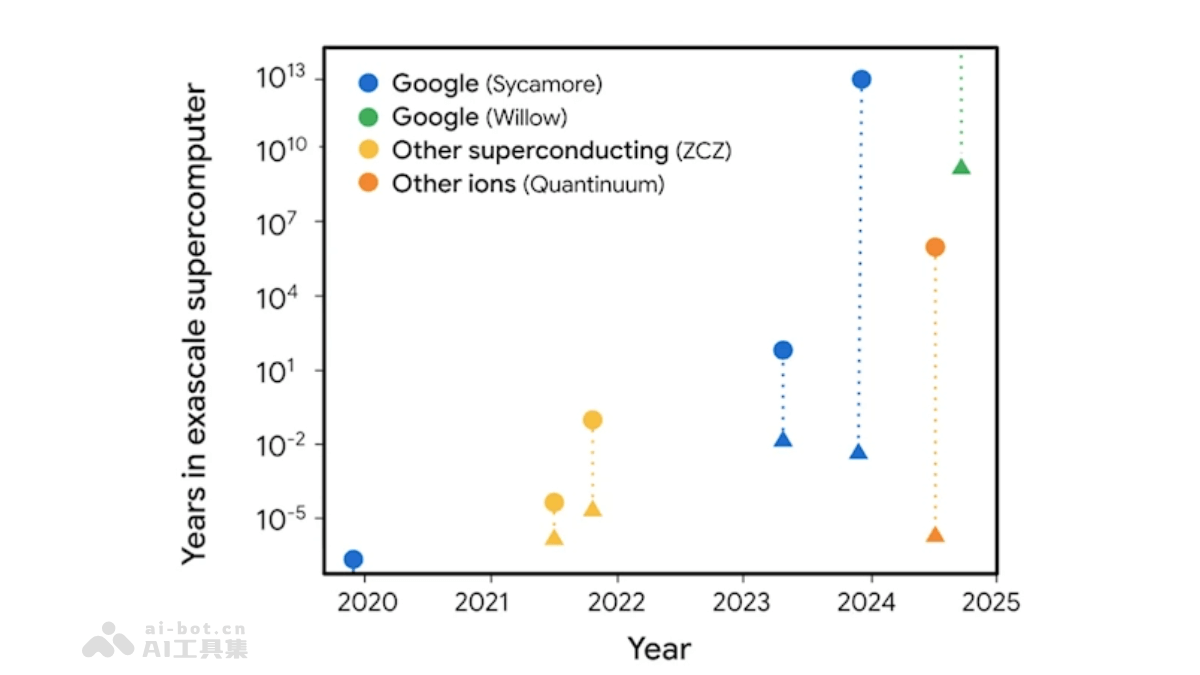 Years in exascale supercomputer
10^13
10^10
10^7
10^4
10^1
10^-2
10^-5
Google (Sycamore)
Google (Willow)
Other superconducting (ZCZ)
Other ions (Quantinuum)
2020 2021 2022 2023 2024 2025
Year
ai-bot.cn
AI工具集